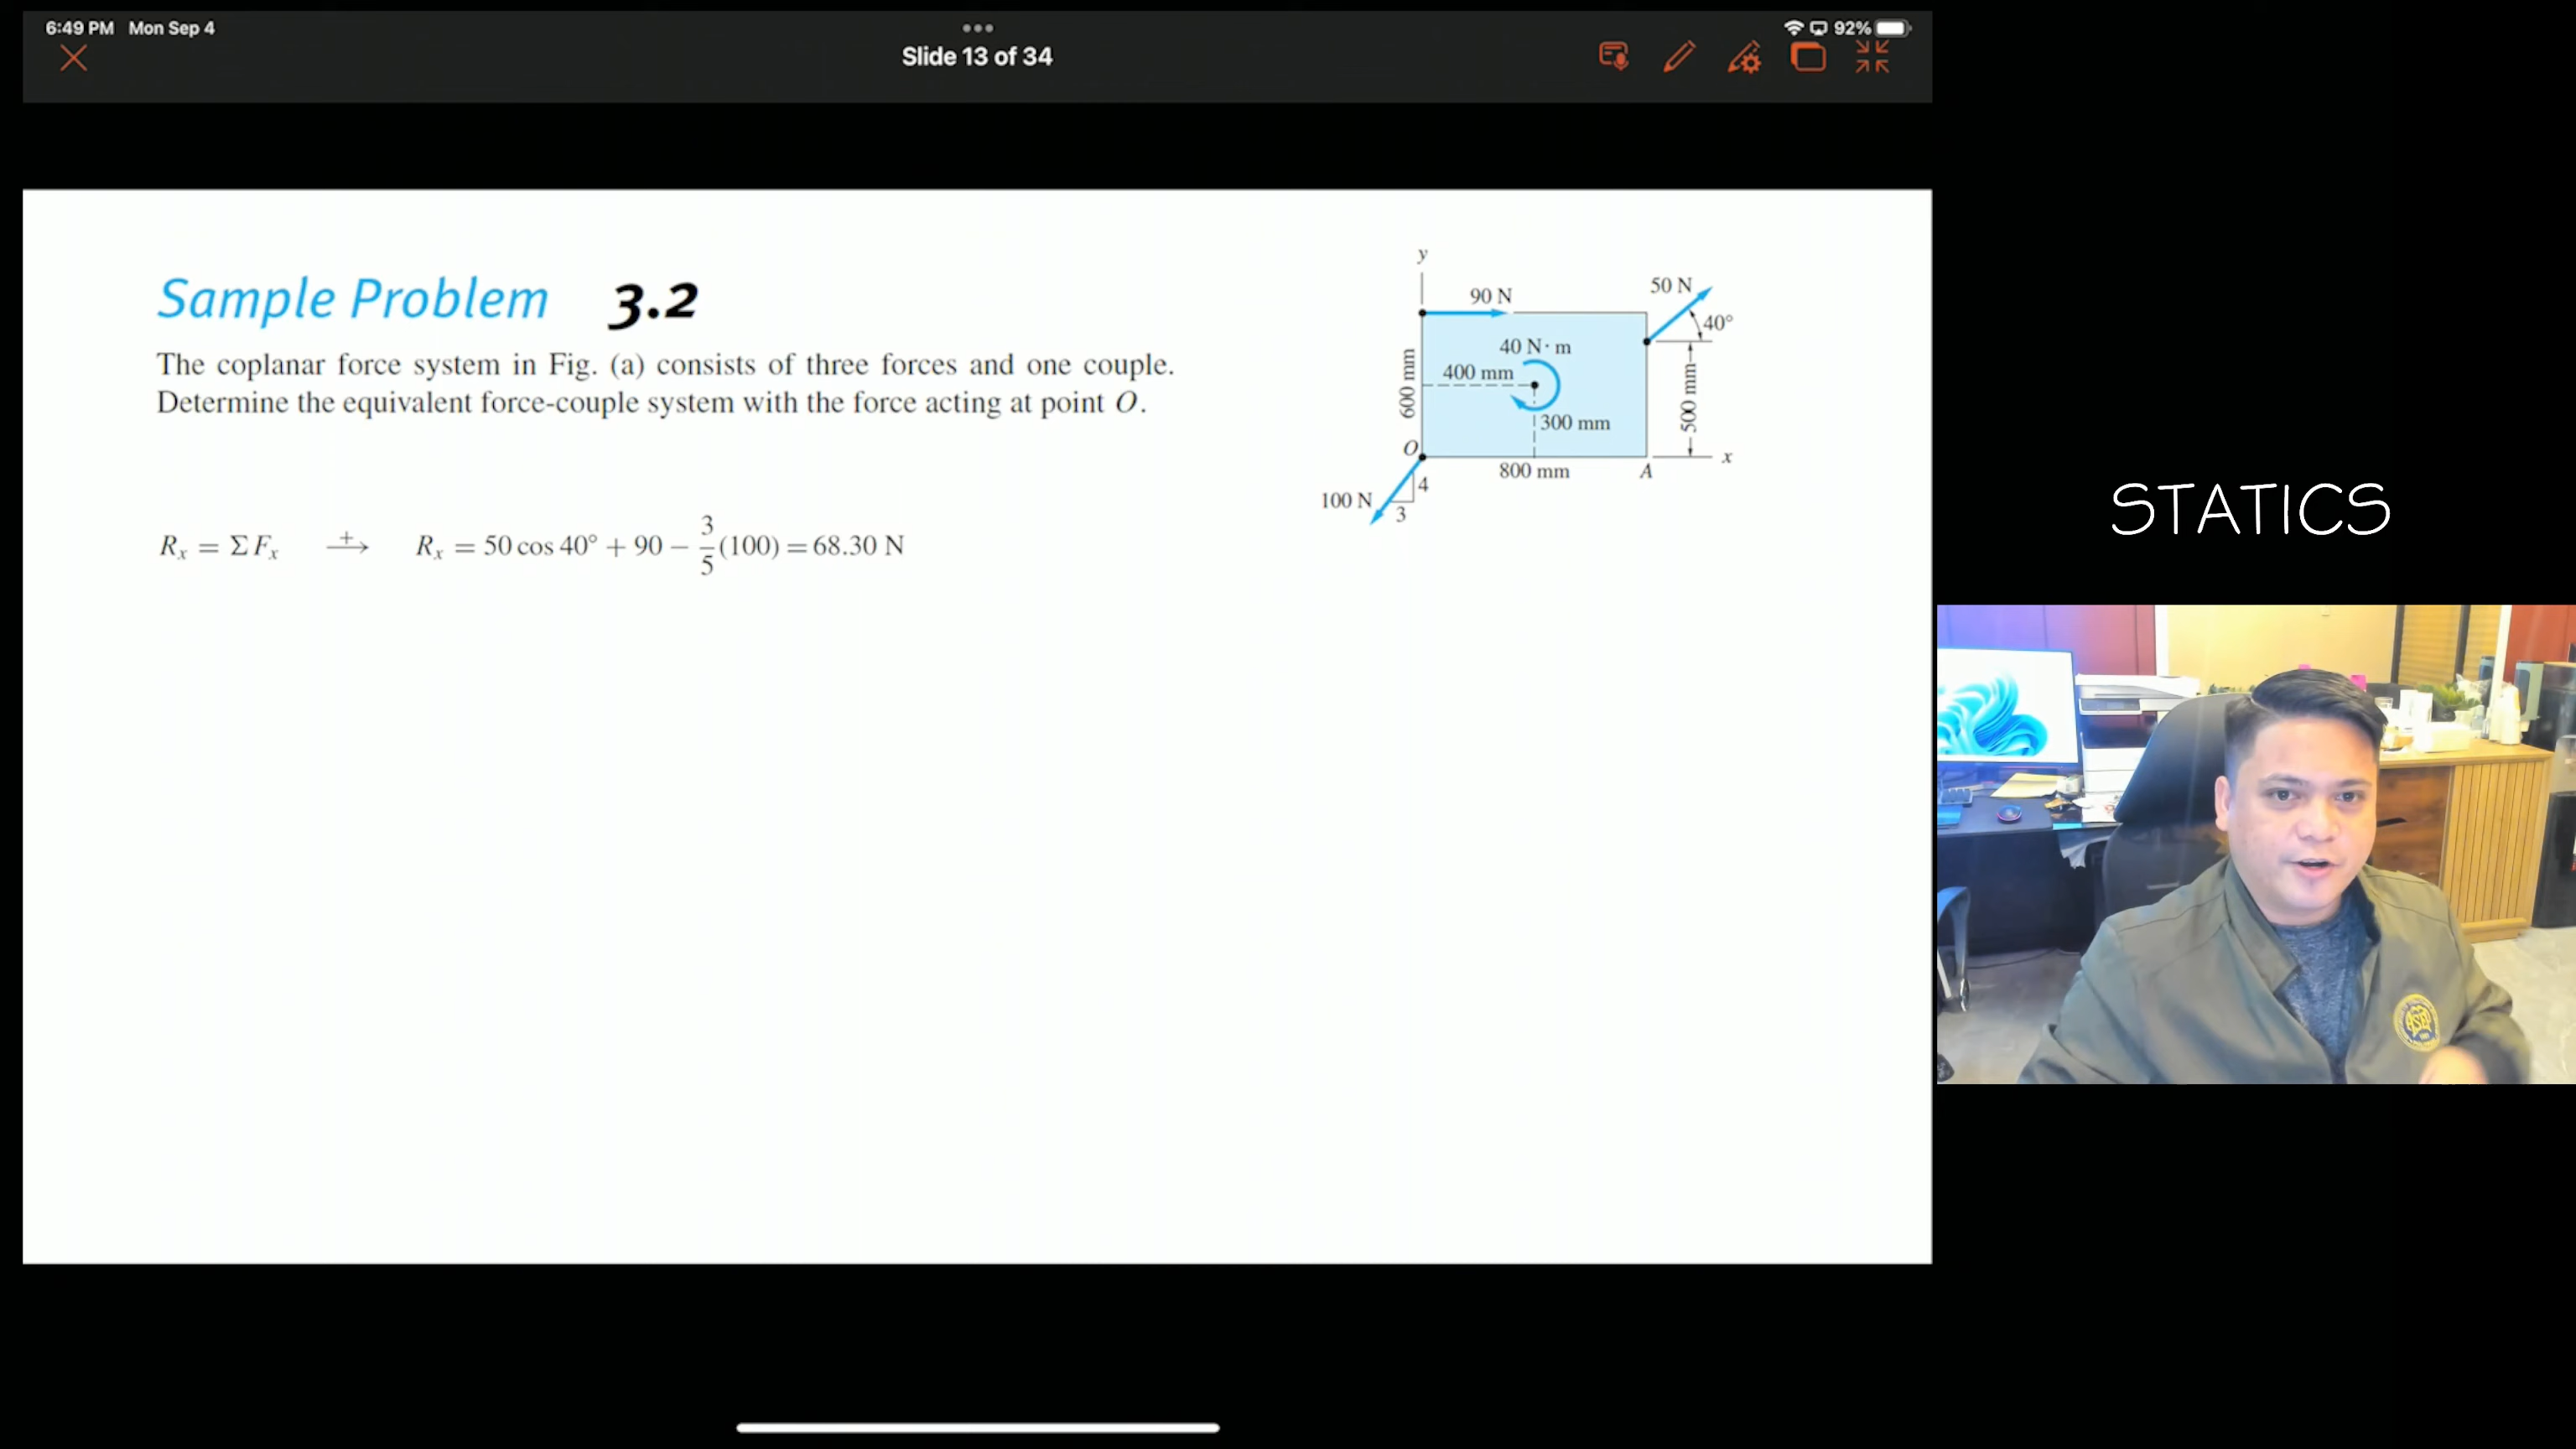 6:49 PM Mon Sep 4
92%
Slide 13 of 34
Sample Problem 3.2
The coplanar force system in Fig. (a) consists of three forces and one couple.
Determine the equivalent force-couple system with the force acting at point O.
y
90 N
50 N
40°
40 N · m
400 mm
600 mm
500 mm
300 mm
O
x
800 mm
A
100 N
4
3
Rₓ = ΣFₓ +→ Rₓ = 50 cos 40° + 90 − 3/5 (100) = 68.30 N
STATICS